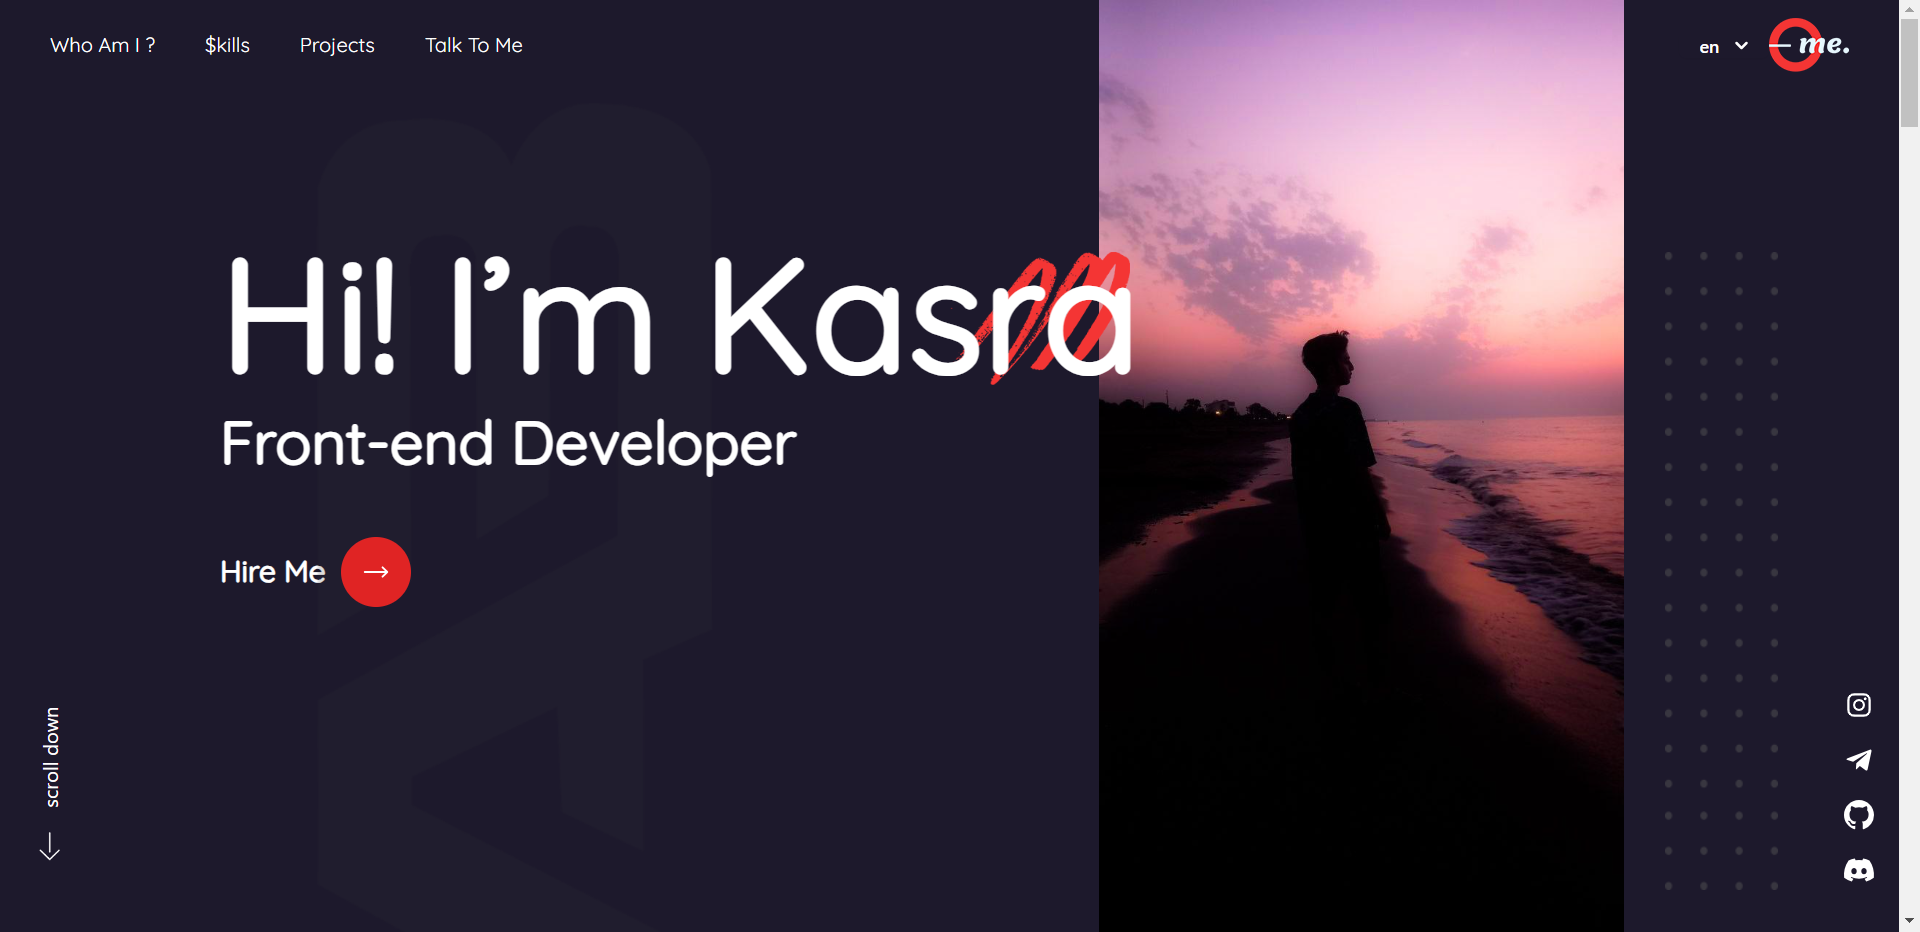 Who Am I ?
$kills
Projects
Talk To Me
en
me.
Hi! I’m Kasra
Front-end Developer
Hire Me
scroll down